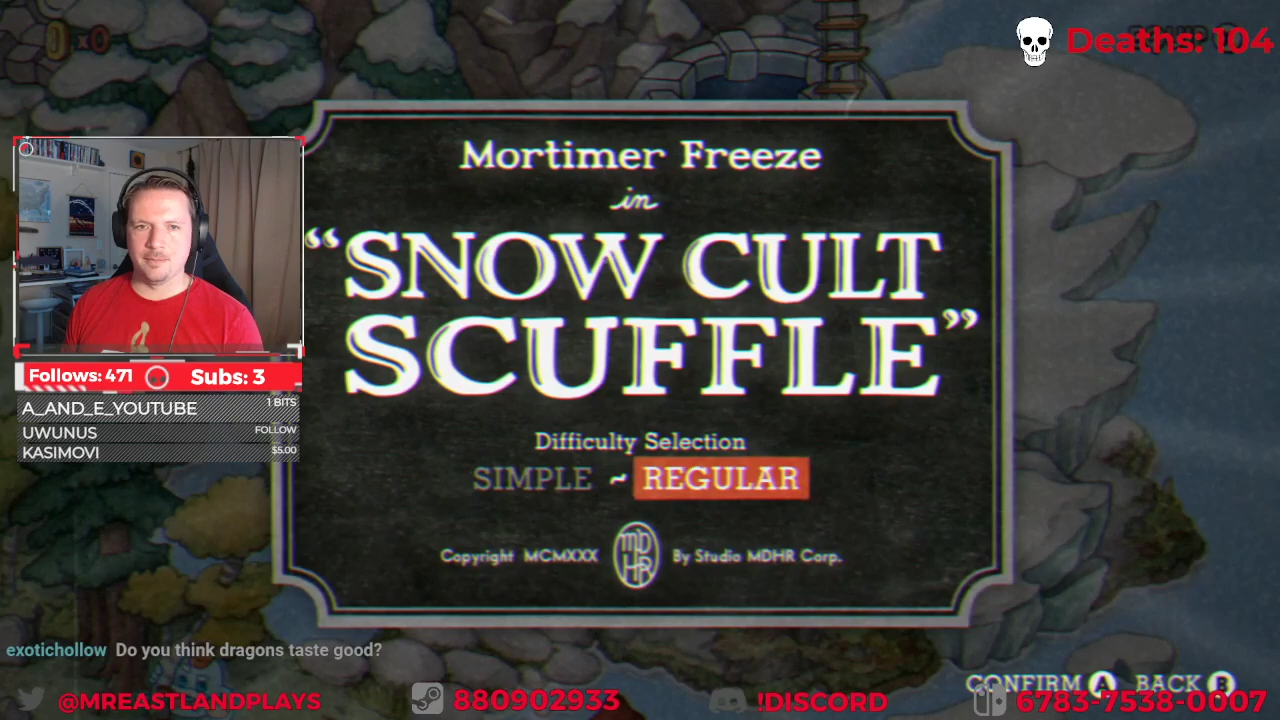 x0
Deaths: 104
Mortimer Freeze
in
“SNOW CULT
SCUFFLE”
Difficulty Selection
SIMPLE ~ REGULAR
Copyright MCMXXX MDHR By Studio MDHR Corp.
Follows: 471 Subs: 3
A_AND_E_YOUTUBE 1 BITS
UWUNUS FOLLOW
KASIMOVI $5.00
exotichollow Do you think dragons taste good?
CONFIRM A BACK B
@MREASTLANDPLAYS 880902933 !DISCORD 6783-7538-0007